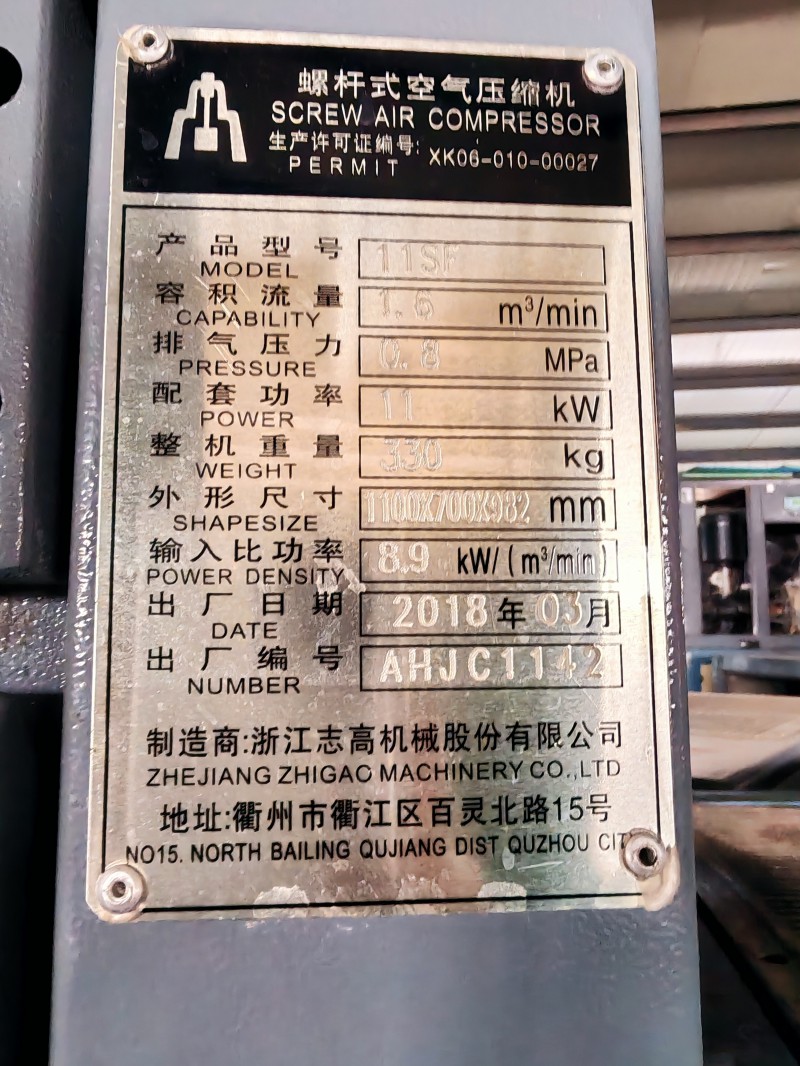 螺杆式空气压缩机
SCREW AIR COMPRESSOR
生产许可证编号: XK06-010-00027
PERMIT
产品型号 11SF
MODEL
容积流量 1.6 m³/min
CAPABILITY
排气压力 0.8 MPa
PRESSURE
配套功率 11 kW
POWER
整机重量 330 kg
WEIGHT
外形尺寸 1100X700X982 mm
SHAPESIZE
输入比功率 8.9 kW/(m³/min)
POWER DENSITY
出厂日期 2018年03月
DATE
出厂编号 AHJC1142
NUMBER
制造商:浙江志高机械股份有限公司
ZHEJIANG ZHIGAO MACHINERY CO.,LTD
地址:衢州市衢江区百灵北路15号
NO15. NORTH BAILING QUJIANG DIST QUZHOU CITY